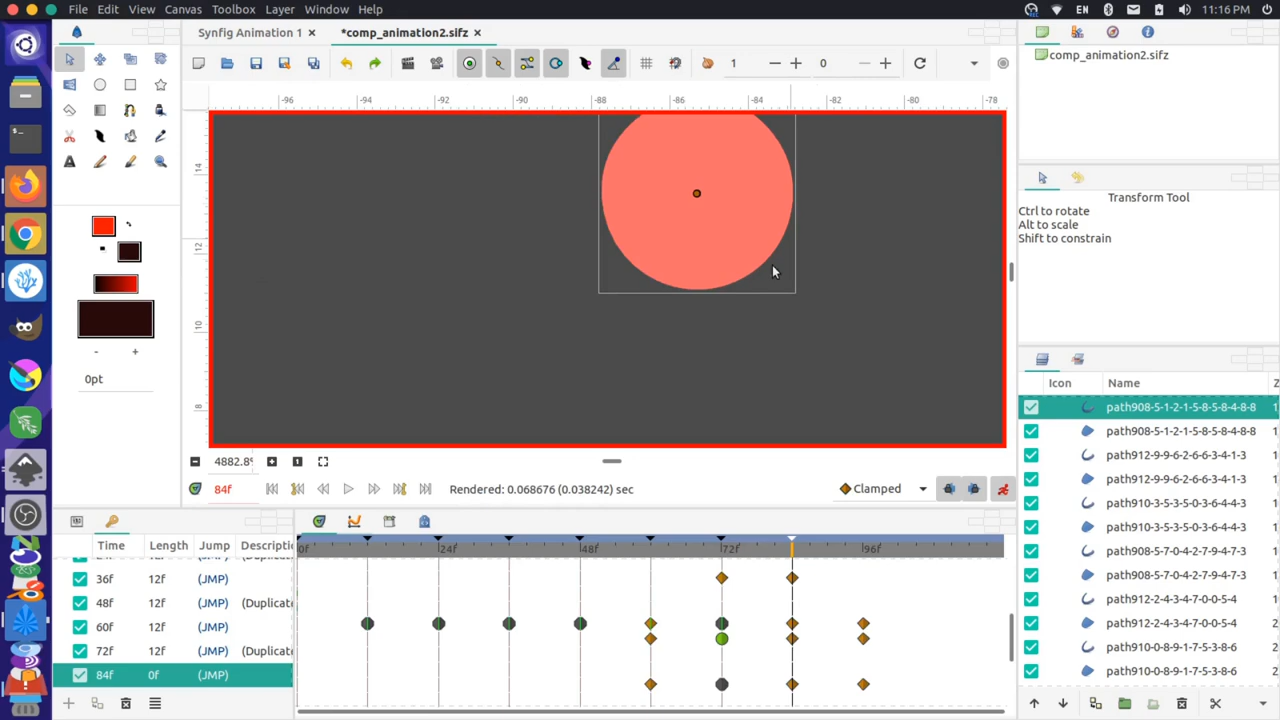 File Edit View Canvas Toolbox Layer Window Help EN 11:16 PM
Synfig Animation 1 *comp_animation2.sifz
1 0
-96 -94 -92 -90 -88 -86 -84 -82 -80 -78
14
12
10
8
0pt
comp_animation2.sifz
Transform Tool
Ctrl to rotate
Alt to scale
Shift to constrain
Icon Name Z
path908-5-1-2-1-5-8-5-8-4-8-8
path908-5-1-2-1-5-8-5-8-4-8-8
path912-9-9-6-2-6-6-3-4-1-3
path912-9-9-6-2-6-6-3-4-1-3
path910-3-5-3-5-0-3-6-4-4-3
path910-3-5-3-5-0-3-6-4-4-3
path908-5-7-0-4-2-7-9-4-7-3
path908-5-7-0-4-2-7-9-4-7-3
path912-2-4-3-4-7-0-0-5-4
path912-2-4-3-4-7-0-0-5-4
path910-0-8-9-1-7-5-3-8-6
path910-0-8-9-1-7-5-3-8-6
4882.8%
84f Rendered: 0.068676 (0.038242) sec Clamped
Time Length Jump Descripti
36f 12f (JMP)
48f 12f (JMP) (Duplicat
60f 12f (JMP)
72f 12f (JMP) (Duplicat
84f 0f (JMP)
0f 24f 48f 72f 96f